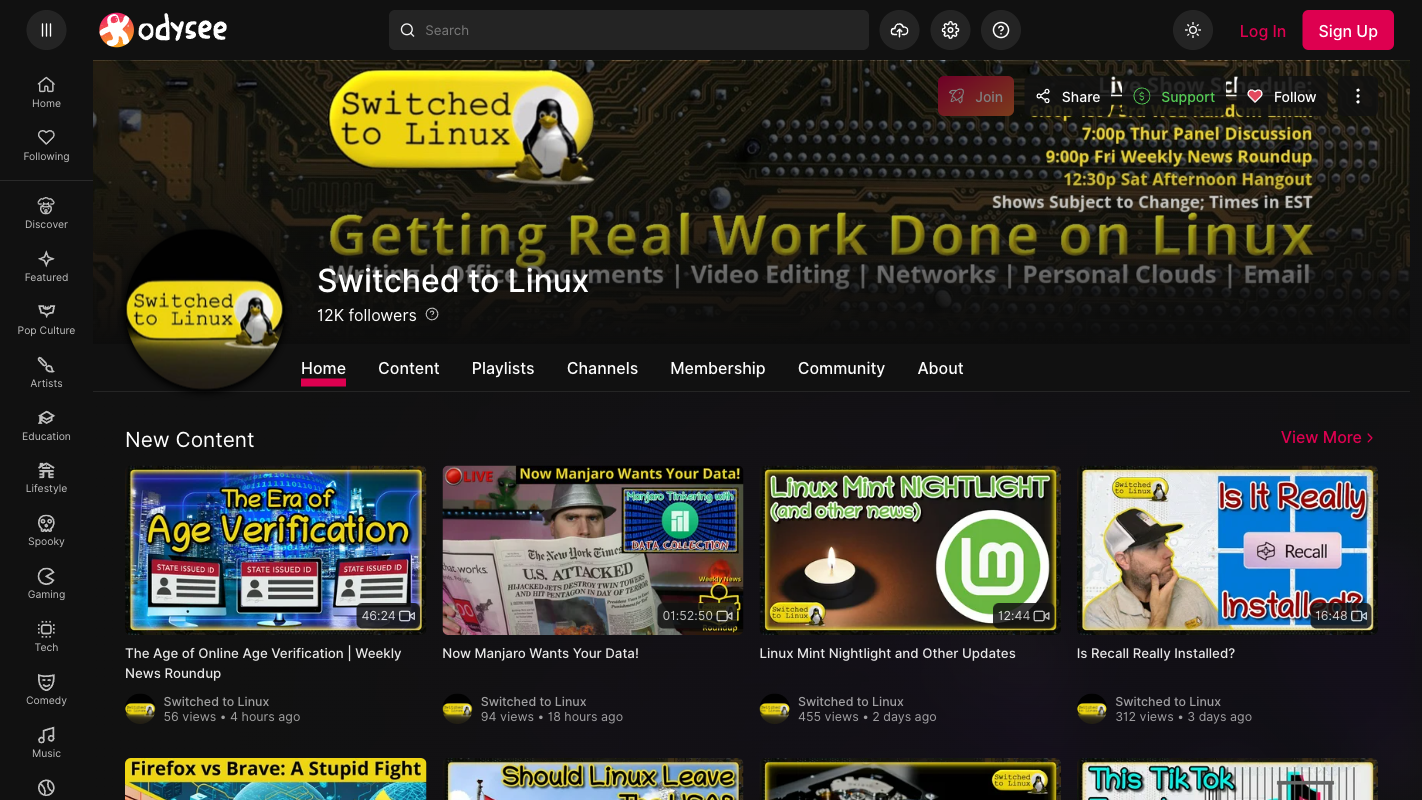 odysee
Search
Log In
Sign Up
Home
Following
Discover
Featured
Pop Culture
Artists
Education
Lifestyle
Spooky
Gaming
Tech
Comedy
Music
Switched
to Linux
Join
Share
Support
Follow
7:00p Thur Panel Discussion
9:00p Fri Weekly News Roundup
12:30p Sat Afternoon Hangout
Shows Subject to Change; Times in EST
Getting Real Work Done on Linux
Writing | Office Documents | Video Editing | Networks | Personal Clouds | Email
Switched
to Linux
Switched to Linux
12K followers
Home
Content
Playlists
Channels
Membership
Community
About
New Content
View More
The Era of
Age Verification
STATE ISSUED ID
STATE ISSUED ID
STATE ISSUED ID
46:24
LIVE
Now Manjaro Wants Your Data!
Manjaro Tinkering with
DATA COLLECTION
The New York Times
U.S. ATTACKED
HIJACKED JETS DESTROY TWIN TOWERS
AND HIT PENTAGON IN DAY OF TERROR
Weekly News
Roundup
01:52:50
Linux Mint NIGHTLIGHT
(and other news)
Switched
to Linux
12:44
Switched
to Linux
Is It Really
Recall
Installed?
16:48
The Age of Online Age Verification | Weekly
News Roundup
Now Manjaro Wants Your Data!
Linux Mint Nightlight and Other Updates
Is Recall Really Installed?
Switched to Linux
56 views • 4 hours ago
Switched to Linux
94 views • 18 hours ago
Switched to Linux
455 views • 2 days ago
Switched to Linux
312 views • 3 days ago
Firefox vs Brave: A Stupid Fight
Should Linux Leave
Switched
to Linux
This TikTok